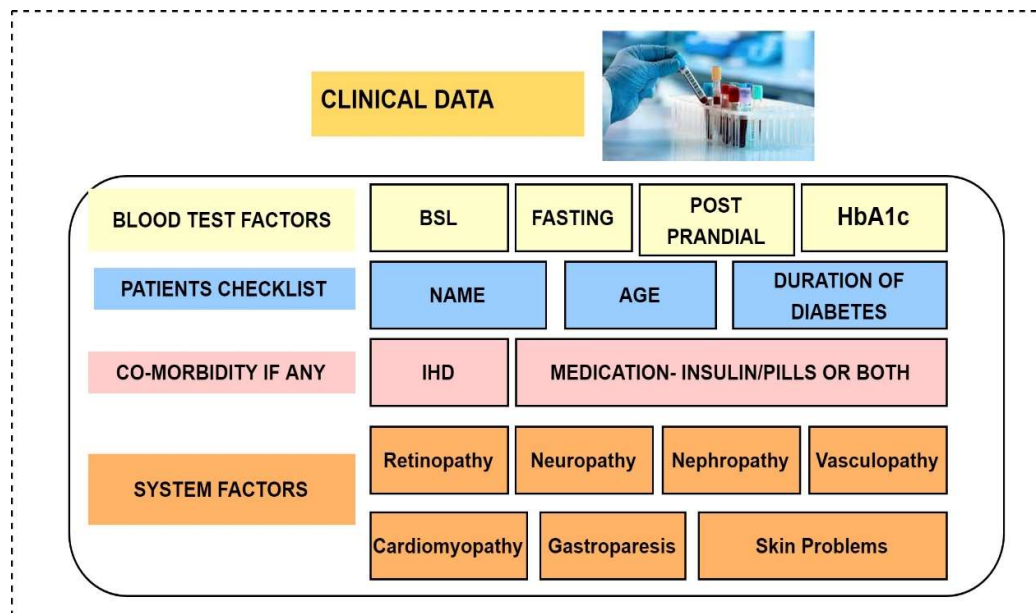 CLINICAL DATA
BLOOD TEST FACTORS
BSL
FASTING
POST
PRANDIAL
HbA1c
PATIENTS CHECKLIST
NAME
AGE
DURATION OF
DIABETES
CO-MORBIDITY IF ANY
IHD
MEDICATION- INSULIN/PILLS OR BOTH
SYSTEM FACTORS
Retinopathy
Neuropathy
Nephropathy
Vasculopathy
Cardiomyopathy
Gastroparesis
Skin Problems